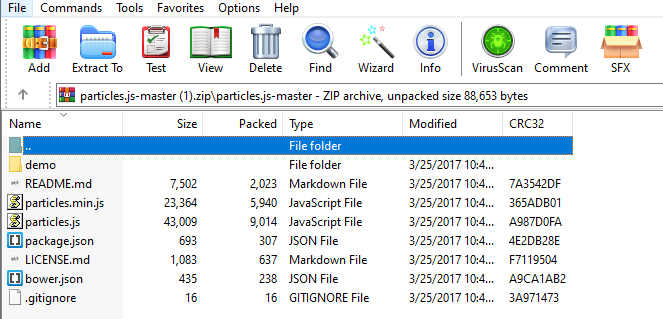 File Commands Tools Favorites Options Help
Add Extract To Test View Delete Find Wizard Info VirusScan Comment SFX
particles.js-master (1).zip\particles.js-master - ZIP archive, unpacked size 88,653 bytes
Name Size Packed Type Modified CRC32
.. File folder
demo File folder 3/25/2017 10:4...
README.md 7,502 2,023 Markdown File 3/25/2017 10:4... 7A3542DF
particles.min.js 23,364 5,940 JavaScript File 3/25/2017 10:4... 365ADB01
particles.js 43,009 9,014 JavaScript File 3/25/2017 10:4... A987D0FA
package.json 693 307 JSON File 3/25/2017 10:4... 4E2DB28E
LICENSE.md 1,083 637 Markdown File 3/25/2017 10:4... F7119504
bower.json 435 238 JSON File 3/25/2017 10:4... A9CA1AB2
.gitignore 16 16 GITIGNORE File 3/25/2017 10:4... 3A971473